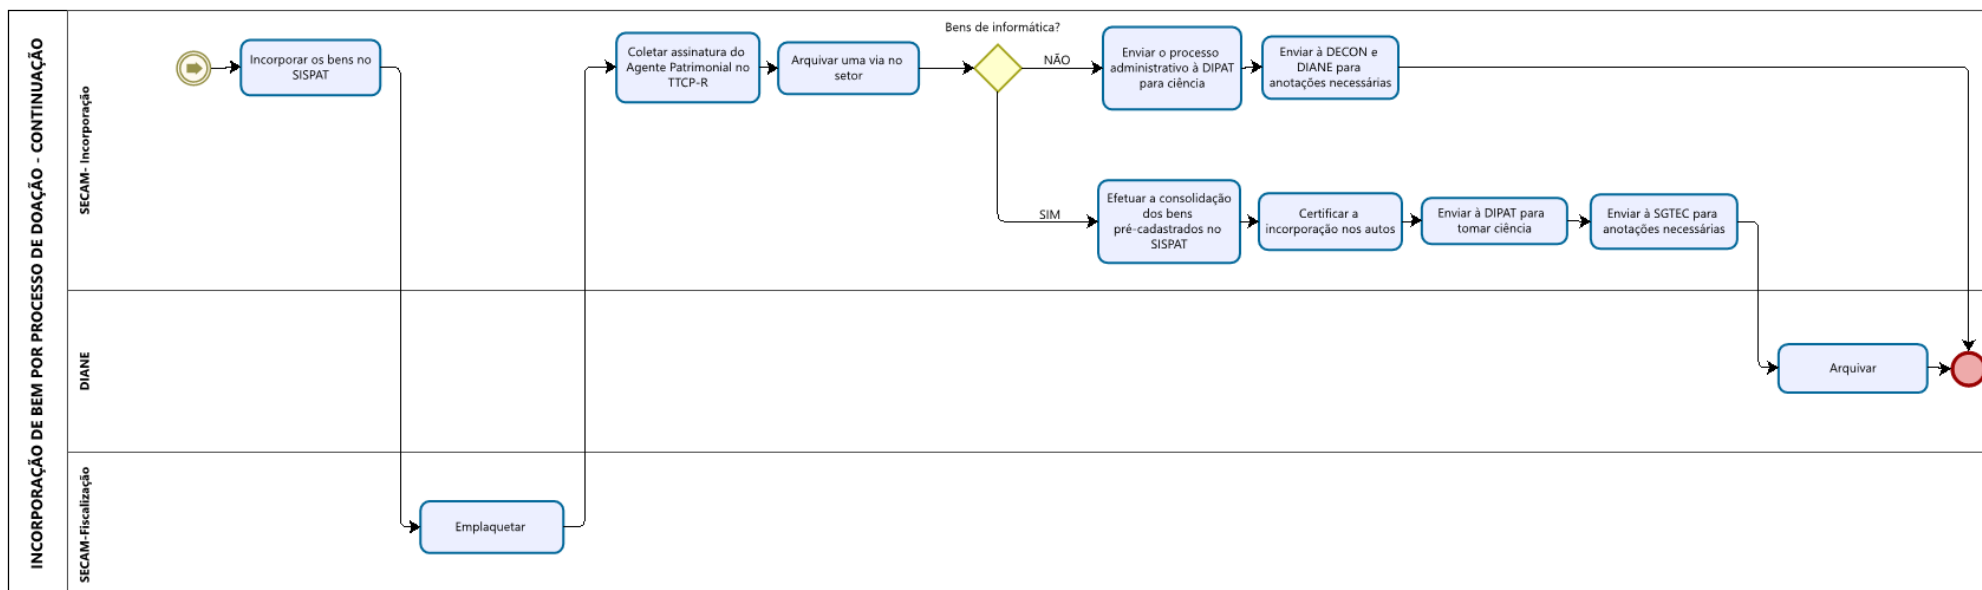 INCORPORAÇÃO DE BEM POR PROCESSO DE DOAÇÃO - CONTINUAÇÃO
SECAM- Incorporação
Incorporar os bens no
SISPAT
Coletar assinatura do
Agente Patrimonial no
TTCP-R
Arquivar uma via no
setor
Bens de informática?
NÃO
Enviar o processo
administrativo à DIPAT
para ciência
Enviar à DECON e
DIANE para
anotações necessárias
SIM
Efetuar a consolidação
dos bens
pré-cadastrados no
SISPAT
Certificar a
incorporação nos autos
Enviar à DIPAT para
tomar ciência
Enviar à SGTEC para
anotações necessárias
DIANE
Arquivar
SECAM-Fiscalização
Emplaquetar